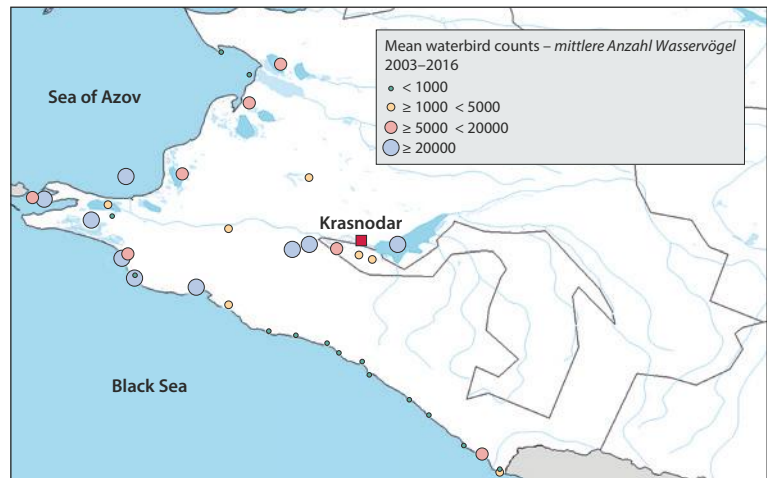 Mean waterbird counts – mittlere Anzahl Wasservögel
2003–2016
< 1000
≥ 1000 < 5000
≥ 5000 < 20000
≥ 20000
Sea of Azov
Krasnodar
Black Sea